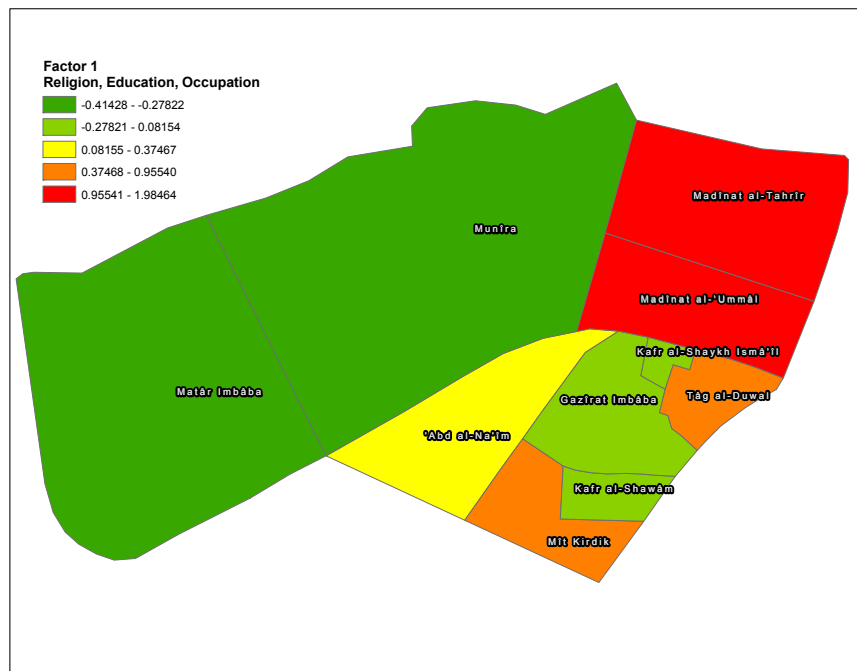 Factor 1
Religion, Education, Occupation
-0.41428 - -0.27822
-0.27821 - 0.08154
0.08155 - 0.37467
0.37468 - 0.95540
0.95541 - 1.98464
Madînat al-Tahrîr
Munîra
Madînat al-'Ummâl
Kafr al-Shaykh Ismâ'îl
Matâr Imbâba
Gazîrat Imbâba
Tâg al-Duwal
'Abd al-Na'îm
Kafr al-Shawâm
Mît Kirdik